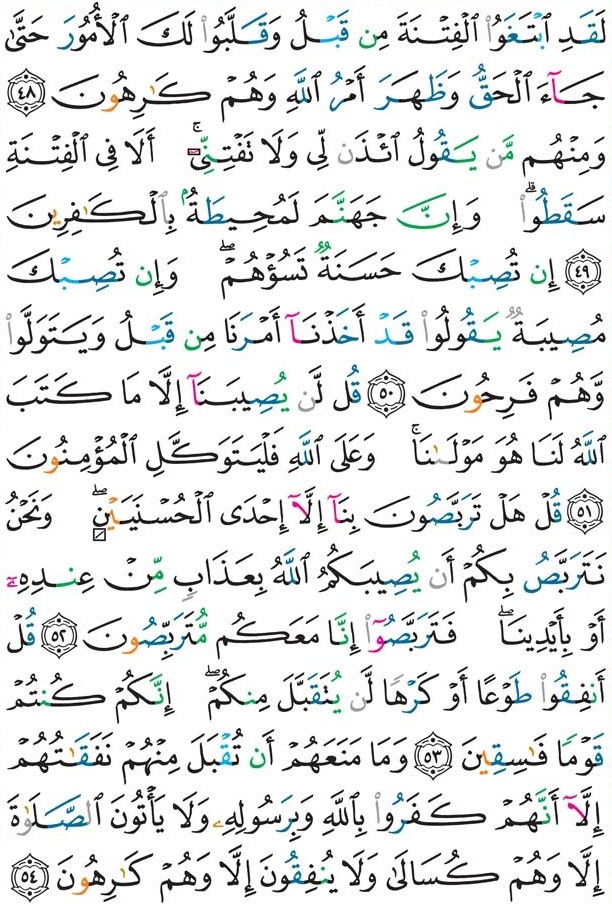 لَقَدِ ٱبْتَغَوُا۟ ٱلْفِتْنَةَ مِن قَبْلُ وَقَلَّبُوا۟ لَكَ ٱلْأُمُورَ حَتَّىٰ
جَآءَ ٱلْحَقُّ وَظَهَرَ أَمْرُ ٱللَّهِ وَهُمْ كَـٰرِهُونَ ٤٨
وَمِنْهُم مَّن يَقُولُ ٱئْذَن لِّى وَلَا تَفْتِنِّىٓ ۚ أَلَا فِى ٱلْفِتْنَةِ
سَقَطُوا۟ ۗ وَإِنَّ جَهَنَّمَ لَمُحِيطَةٌۢ بِٱلْكَـٰفِرِينَ
٤٩ إِن تُصِبْكَ حَسَنَةٌ تَسُؤْهُمْ ۖ وَإِن تُصِبْكَ
مُصِيبَةٌ يَقُولُوا۟ قَدْ أَخَذْنَآ أَمْرَنَا مِن قَبْلُ وَيَتَوَلَّوا۟
وَّهُمْ فَرِحُونَ ٥٠ قُل لَّن يُصِيبَنَآ إِلَّا مَا كَتَبَ
ٱللَّهُ لَنَا هُوَ مَوْلَىٰنَا ۚ وَعَلَى ٱللَّهِ فَلْيَتَوَكَّلِ ٱلْمُؤْمِنُونَ
٥١ قُلْ هَلْ تَرَبَّصُونَ بِنَآ إِلَّآ إِحْدَى ٱلْحُسْنَيَيْنِ ۖ وَنَحْنُ
نَتَرَبَّصُ بِكُمْ أَن يُصِيبَكُمُ ٱللَّهُ بِعَذَابٍ مِّنْ عِندِهِۦٓ
أَوْ بِأَيْدِينَا ۖ فَتَرَبَّصُوٓا۟ إِنَّا مَعَكُم مُّتَرَبِّصُونَ ٥٢ قُلْ
أَنفِقُوا۟ طَوْعًا أَوْ كَرْهًا لَّن يُتَقَبَّلَ مِنكُمْ ۖ إِنَّكُمْ كُنتُمْ
قَوْمًا فَـٰسِقِينَ ٥٣ وَمَا مَنَعَهُمْ أَن تُقْبَلَ مِنْهُمْ نَفَقَـٰتُهُمْ
إِلَّآ أَنَّهُمْ كَفَرُوا۟ بِٱللَّهِ وَبِرَسُولِهِۦ وَلَا يَأْتُونَ ٱلصَّلَوٰةَ
إِلَّا وَهُمْ كُسَالَىٰ وَلَا يُنفِقُونَ إِلَّا وَهُمْ كَـٰرِهُونَ ٥٤